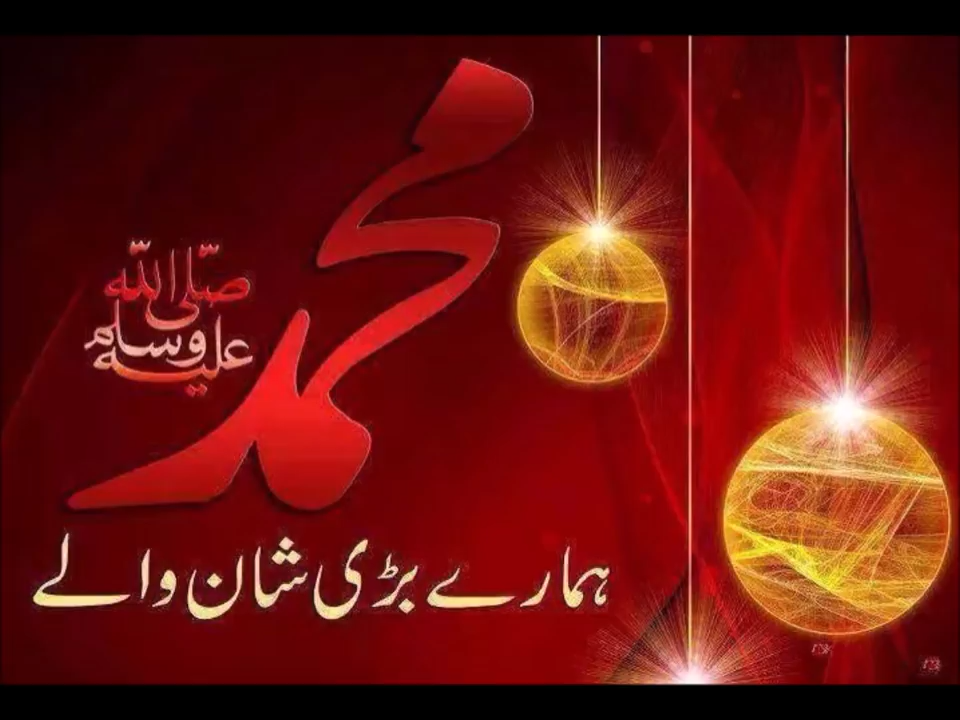 محمد
صلى الله
عليه وسلم
ہمارے بڑی شان والے